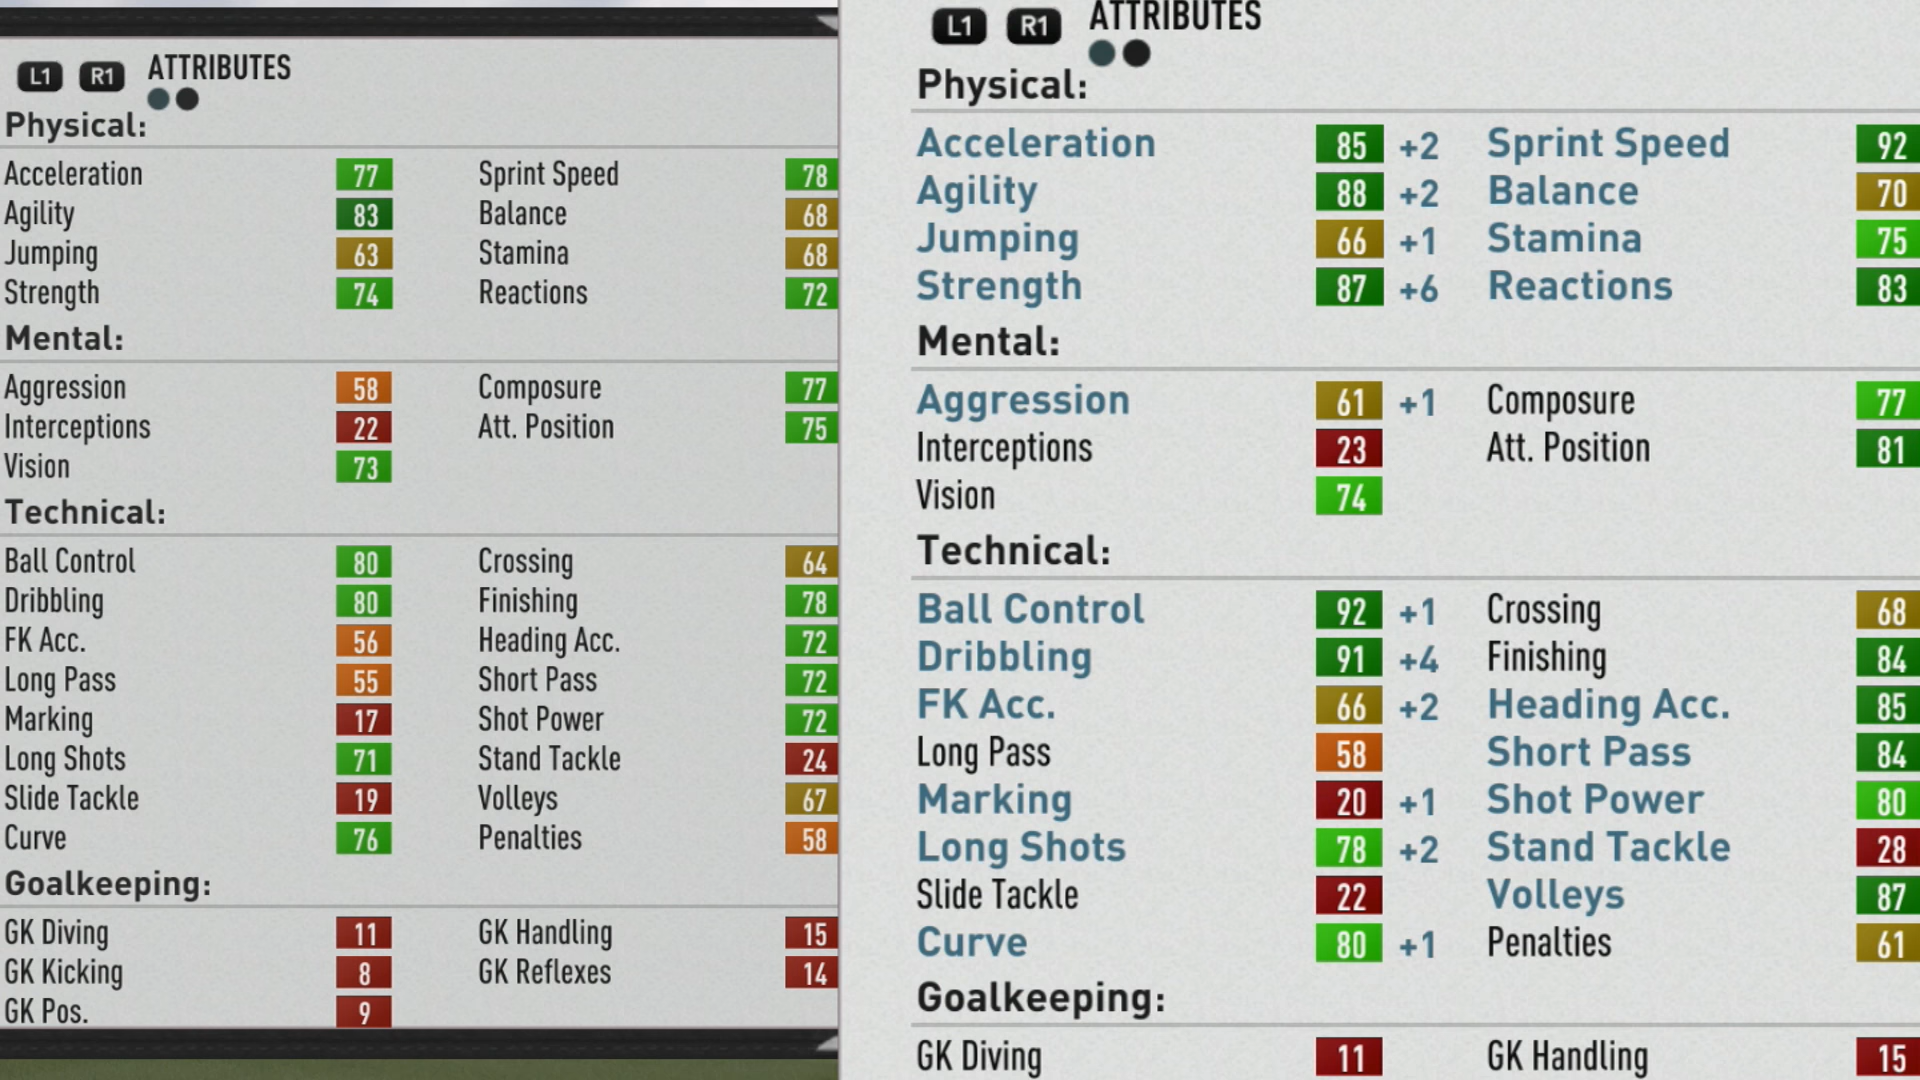 L1 R1 ATTRIBUTES
Physical:
Acceleration 77 Sprint Speed 78
Agility 83 Balance 68
Jumping 63 Stamina 68
Strength 74 Reactions 72
Mental:
Aggression 58 Composure 77
Interceptions 22 Att. Position 75
Vision 73
Technical:
Ball Control 80 Crossing 64
Dribbling 80 Finishing 78
FK Acc. 56 Heading Acc. 72
Long Pass 55 Short Pass 72
Marking 17 Shot Power 72
Long Shots 71 Stand Tackle 24
Slide Tackle 19 Volleys 67
Curve 76 Penalties 58
Goalkeeping:
GK Diving 11 GK Handling 15
GK Kicking 8 GK Reflexes 14
GK Pos. 9
L1 R1 ATTRIBUTES
Physical:
Acceleration 85 +2 Sprint Speed 92
Agility 88 +2 Balance 70
Jumping 66 +1 Stamina 75
Strength 87 +6 Reactions 83
Mental:
Aggression 61 +1 Composure 77
Interceptions 23 Att. Position 81
Vision 74
Technical:
Ball Control 92 +1 Crossing 68
Dribbling 91 +4 Finishing 84
FK Acc. 66 +2 Heading Acc. 85
Long Pass 58 Short Pass 84
Marking 20 +1 Shot Power 80
Long Shots 78 +2 Stand Tackle 28
Slide Tackle 22 Volleys 87
Curve 80 +1 Penalties 61
Goalkeeping:
GK Diving 11 GK Handling 15